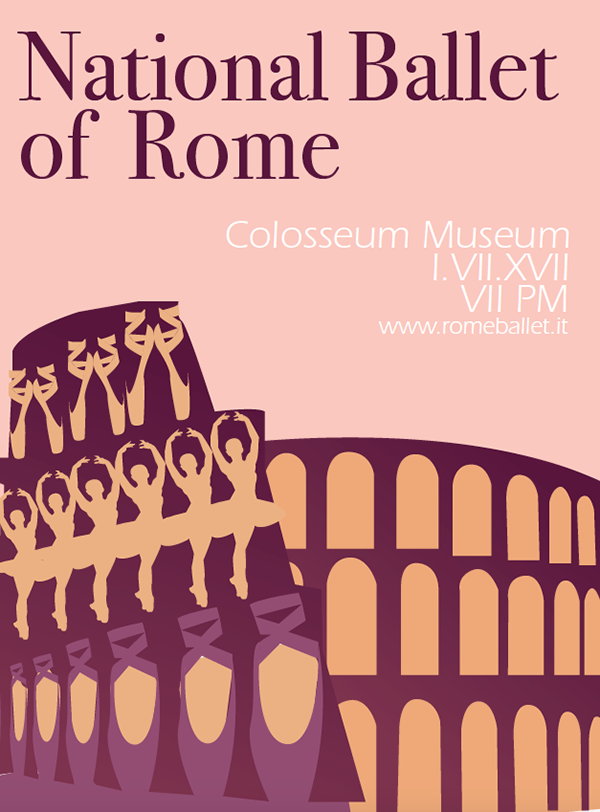 National Ballet
of Rome
Colosseum Museum
I.VII.XVII
VII PM
www.romeballet.it